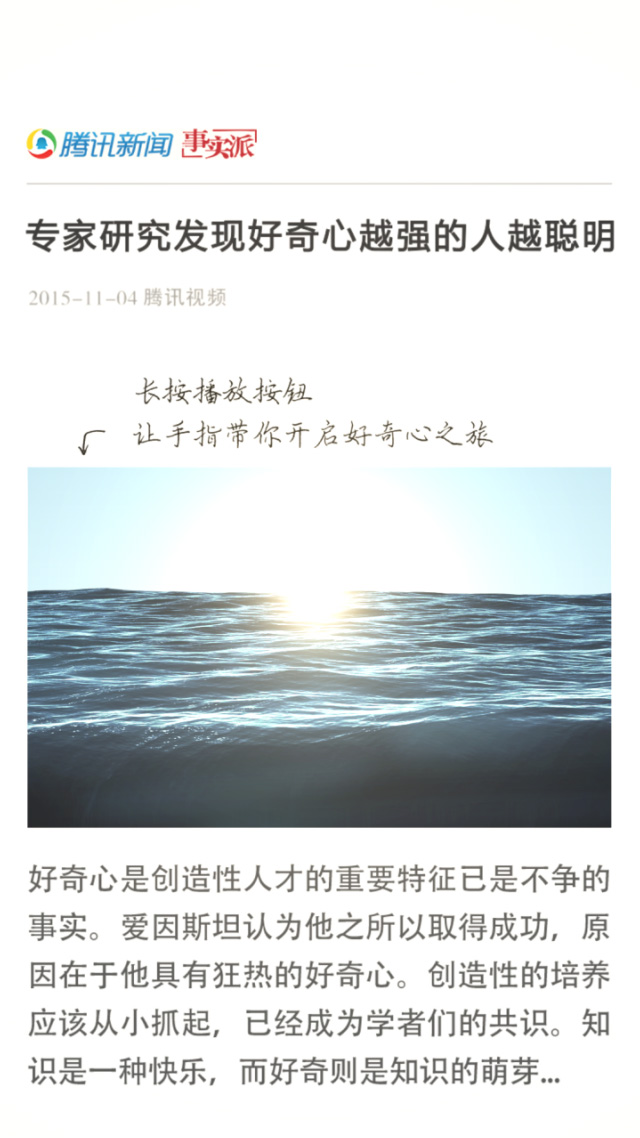 腾讯新闻 事实派
专家研究发现好奇心越强的人越聪明
2015-11-04 腾讯视频
长按播放按钮
让手指带你开启好奇心之旅
好奇心是创造性人才的重要特征已是不争的
事实。爱因斯坦认为他之所以取得成功，原
因在于他具有狂热的好奇心。创造性的培养
应该从小抓起，已经成为学者们的共识。知
识是一种快乐，而好奇则是知识的萌芽...